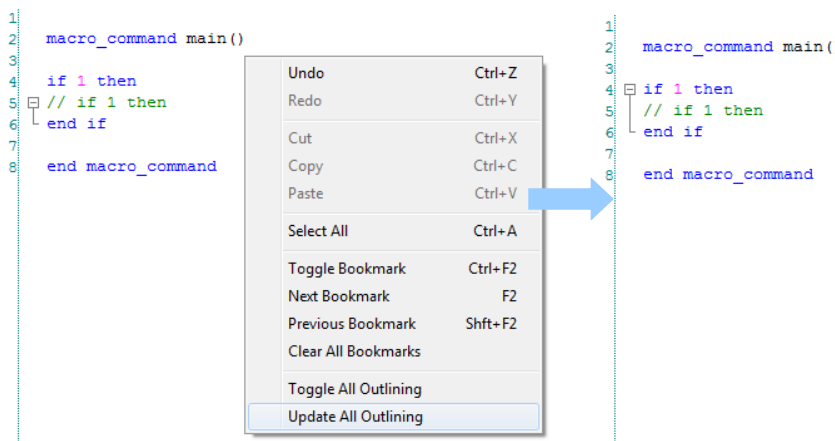 1
2 macro_command main()
3
4 if 1 then
5 // if 1 then
6 end if
7
8 end macro_command
Undo Ctrl+Z
Redo Ctrl+Y
Cut Ctrl+X
Copy Ctrl+C
Paste Ctrl+V
Select All Ctrl+A
Toggle Bookmark Ctrl+F2
Next Bookmark F2
Previous Bookmark Shft+F2
Clear All Bookmarks
Toggle All Outlining
Update All Outlining
1
2 macro_command main(
3
4 if 1 then
5 // if 1 then
6 end if
7
8 end macro_command